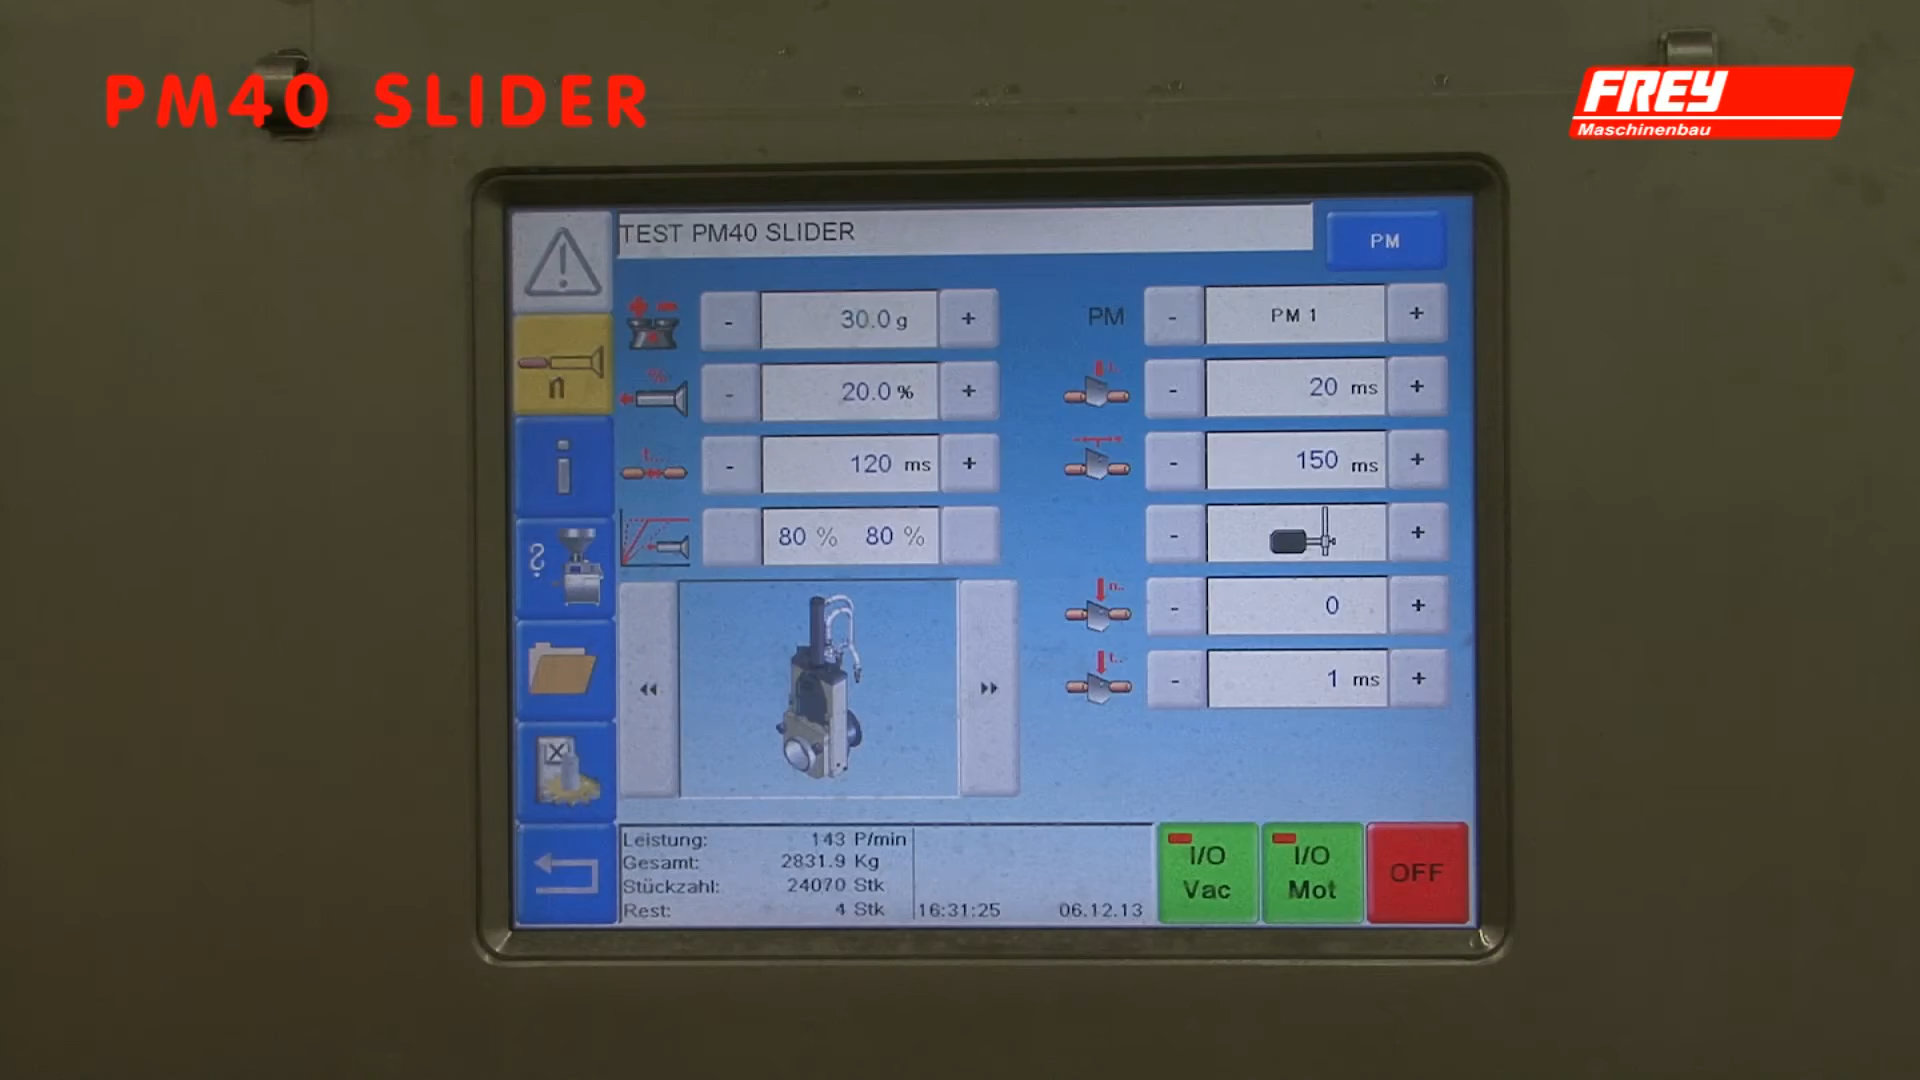 PM40 SLIDER
FREY
Maschinenbau
TEST PM40 SLIDER
PM
- 30.0 g +
PM - PM 1 +
- 20.0 % +
- 20 ms +
- 120 ms +
- 150 ms +
80 % 80 %
- +
n
- 0 +
- 1 ms +
Leistung: 143 P/min
Gesamt: 2831.9 Kg
Stückzahl: 24070 Stk
Rest: 4 Stk
16:31:25 06.12.13
I/O
Vac
I/O
Mot
OFF